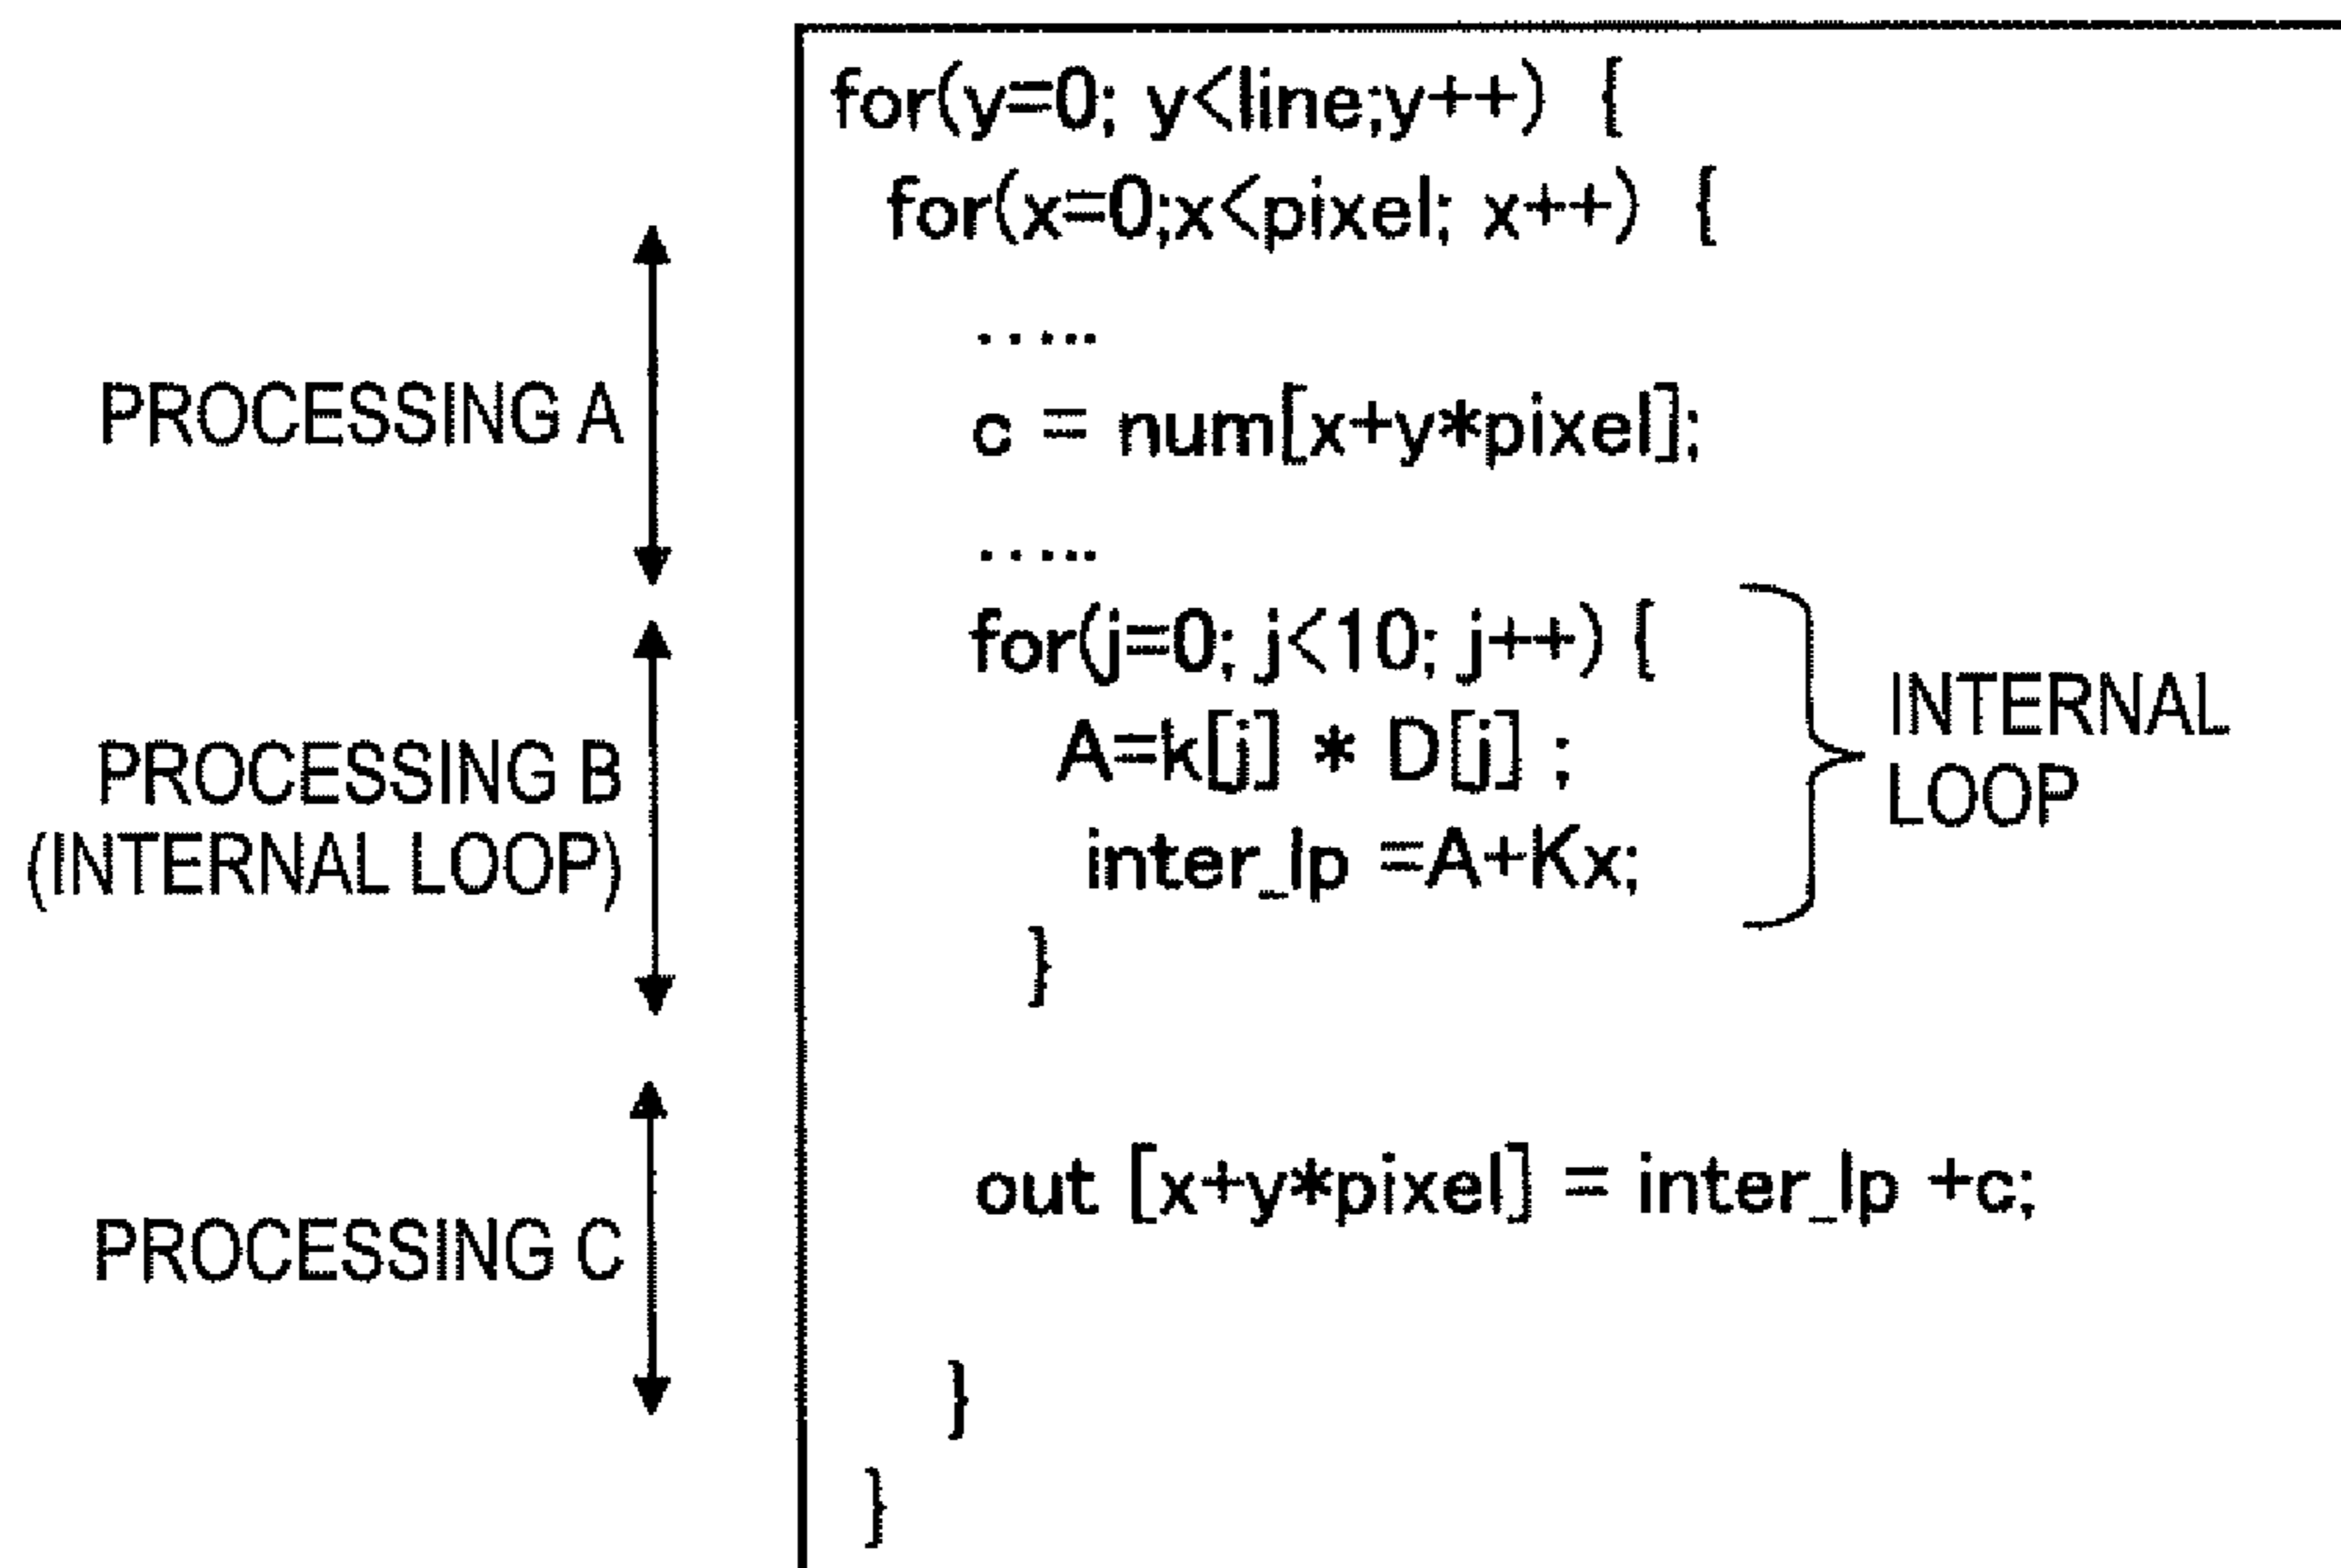 for(y=0; y<line;y++) {
for(x=0;x<pixel; x++) {
.....
PROCESSING A
c = num[x+y*pixel];
.....
for(j=0; j<10; j++) {
A=k[j] * D[j] ;
inter_lp =A+Kx;
}
PROCESSING B
(INTERNAL LOOP)
INTERNAL
LOOP
out [x+y*pixel] = inter_lp +c;
PROCESSING C
}
}